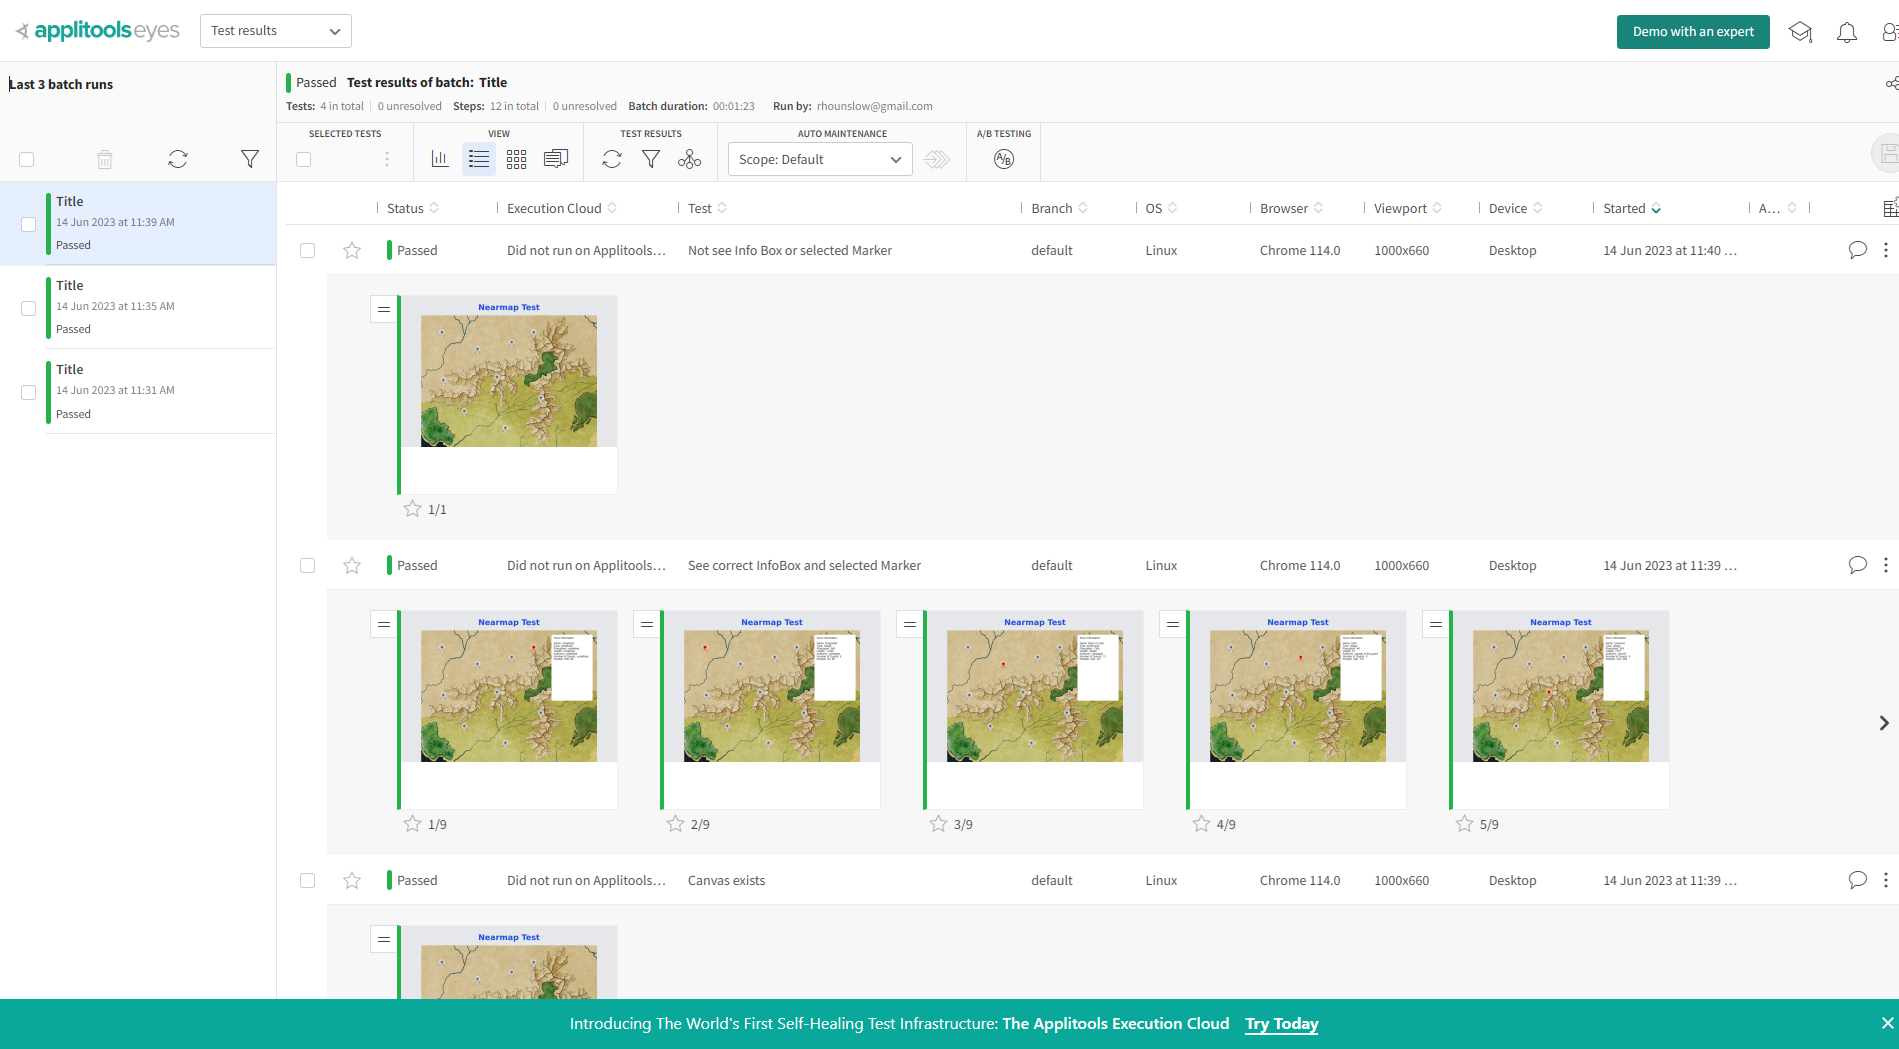 applitools eyes
Test results
Demo with an expert
Last 3 batch runs
Passed Test results of batch: Title
Tests: 4 in total | 0 unresolved Steps: 12 in total | 0 unresolved Batch duration: 00:01:23 Run by: rhounslow@gmail.com
SELECTED TESTS VIEW TEST RESULTS AUTO MAINTENANCE A/B TESTING
Scope: Default
A/B
Title
14 Jun 2023 at 11:39 AM
Passed
Title
14 Jun 2023 at 11:35 AM
Passed
Title
14 Jun 2023 at 11:31 AM
Passed
Status Execution Cloud Test Branch OS Browser Viewport Device Started A...
Passed Did not run on Applitools... Not see Info Box or selected Marker default Linux Chrome 114.0 1000x660 Desktop 14 Jun 2023 at 11:40 ...
Nearmap Test
1/1
Passed Did not run on Applitools... See correct InfoBox and selected Marker default Linux Chrome 114.0 1000x660 Desktop 14 Jun 2023 at 11:39 ...
Nearmap Test Nearmap Test Nearmap Test Nearmap Test Nearmap Test
1/9 2/9 3/9 4/9 5/9
Passed Did not run on Applitools... Canvas exists default Linux Chrome 114.0 1000x660 Desktop 14 Jun 2023 at 11:39 ...
Nearmap Test
Introducing The World's First Self-Healing Test Infrastructure: The Applitools Execution Cloud Try Today